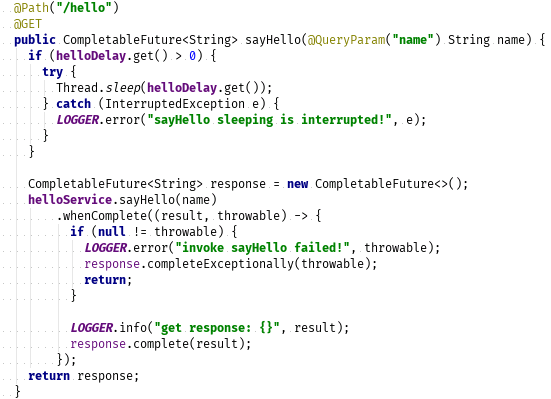 @Path("/hello")
@GET
public CompletableFuture<String> sayHello(@QueryParam("name") String name) {
  if (helloDelay.get() > 0) {
    try {
      Thread.sleep(helloDelay.get());
    } catch (InterruptedException e) {
      LOGGER.error("sayHello sleeping is interrupted!", e);
    }
  }

  CompletableFuture<String> response = new CompletableFuture<>();
  helloService.sayHello(name)
      .whenComplete((result, throwable) -> {
        if (null != throwable) {
          LOGGER.error("invoke sayHello failed!", throwable);
          response.completeExceptionally(throwable);
          return;
        }

        LOGGER.info("get response: {}", result);
        response.complete(result);
      });
  return response;
}